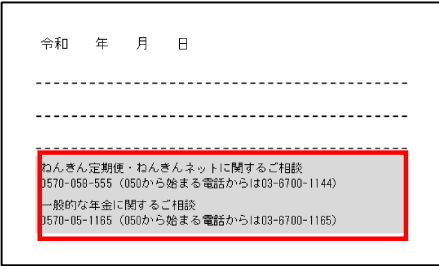 令和　　年　　月　　日
ねんきん定期便・ねんきんネットに関するご相談
0570-058-555（050から始まる電話からは03-6700-1144）
一般的な年金に関するご相談
0570-05-1165（050から始まる電話からは03-6700-1165）